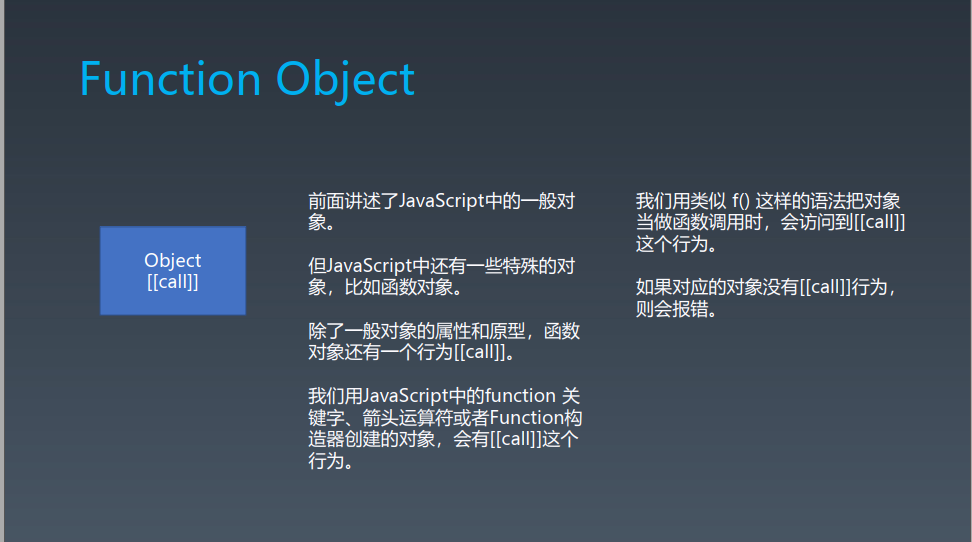 Function Object
Object
[[call]]
前面讲述了JavaScript中的一般对
象。
但JavaScript中还有一些特殊的对
象，比如函数对象。
除了一般对象的属性和原型，函数
对象还有一个行为[[call]]。
我们用JavaScript中的function 关
键字、箭头运算符或者Function构
造器创建的对象，会有[[call]]这个
行为。
我们用类似 f() 这样的语法把对象
当做函数调用时，会访问到[[call]]
这个行为。
如果对应的对象没有[[call]]行为，
则会报错。